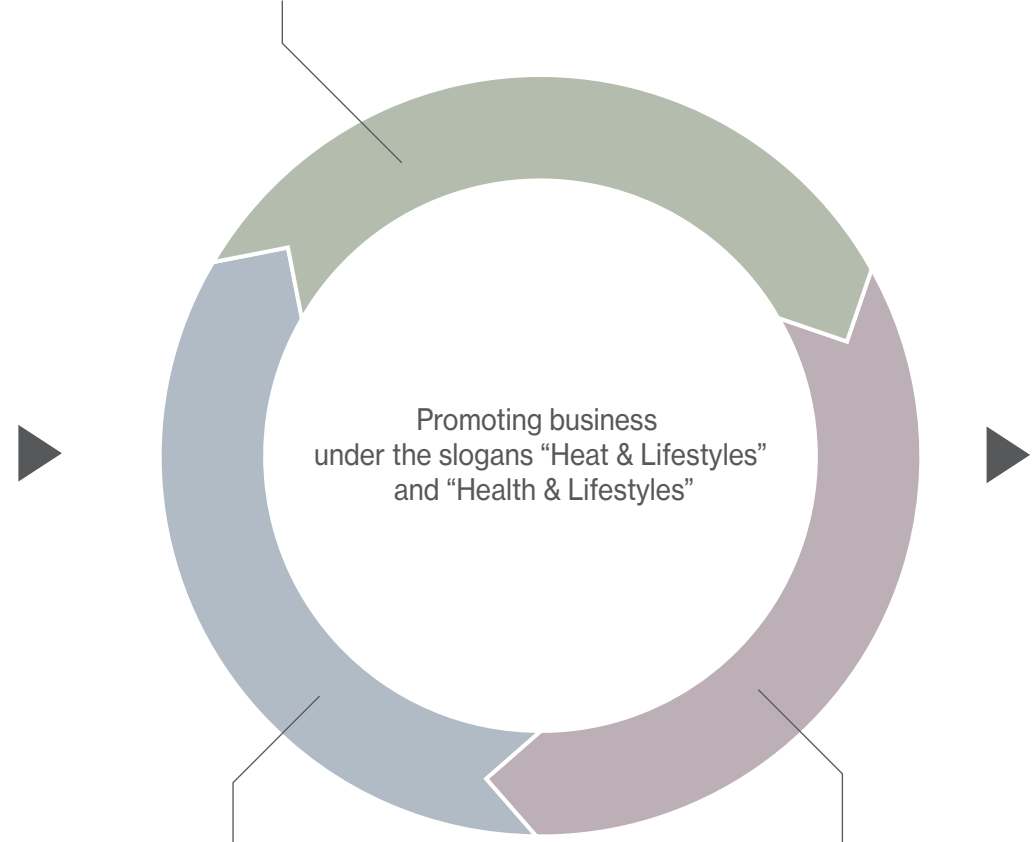 Promoting business
under the slogans “Heat & Lifestyles”
and “Health & Lifestyles”